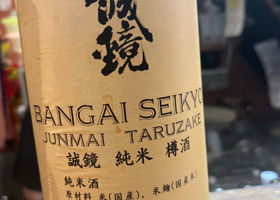 誠鏡
BANGAI SEIKYO
JUNMAI TARUZAKE
誠鏡 純米 樽酒
純米酒
原材料 米(国産)、米麹(国産米)